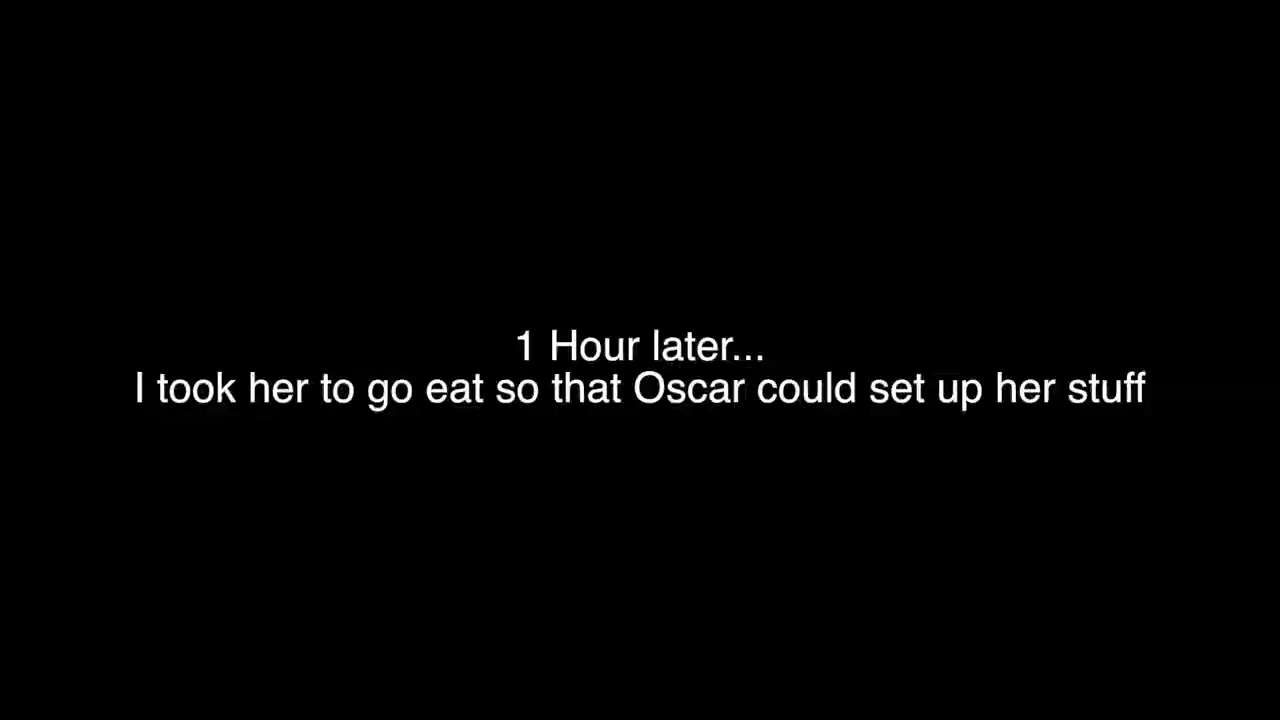 1 Hour later...
I took her to go eat so that Oscar could set up her stuff